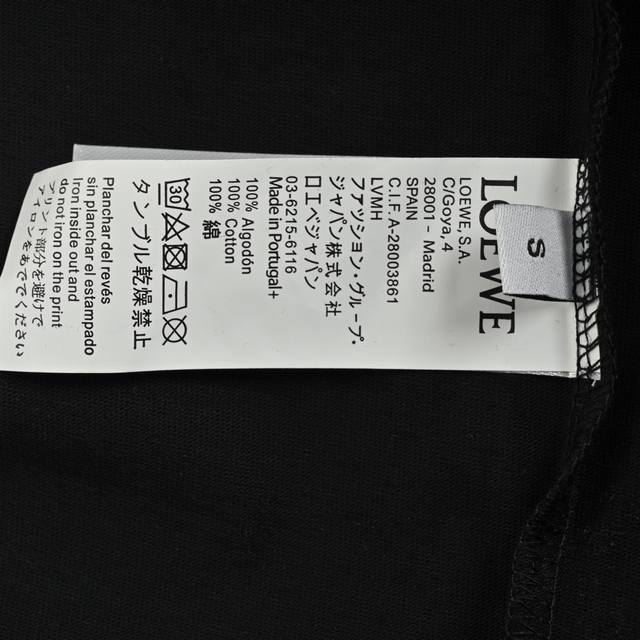 LOEWE
S
LOEWE, S.A.
C/Goya, 4
28001 - Madrid
SPAIN
C.I.F. A-28003861
LVMH
ファッション・グループ・
ジャパン株式会社
ロエベジャパン
03-6215-6116
Made in Portugal+
100% Algodón
100% Cotton
100% 綿
30
タンブル乾燥禁止
Planchar del revés
sin planchar el estampado
Iron inside out and
do not iron on the print
プリント部分を避けて
アイロンをあててください